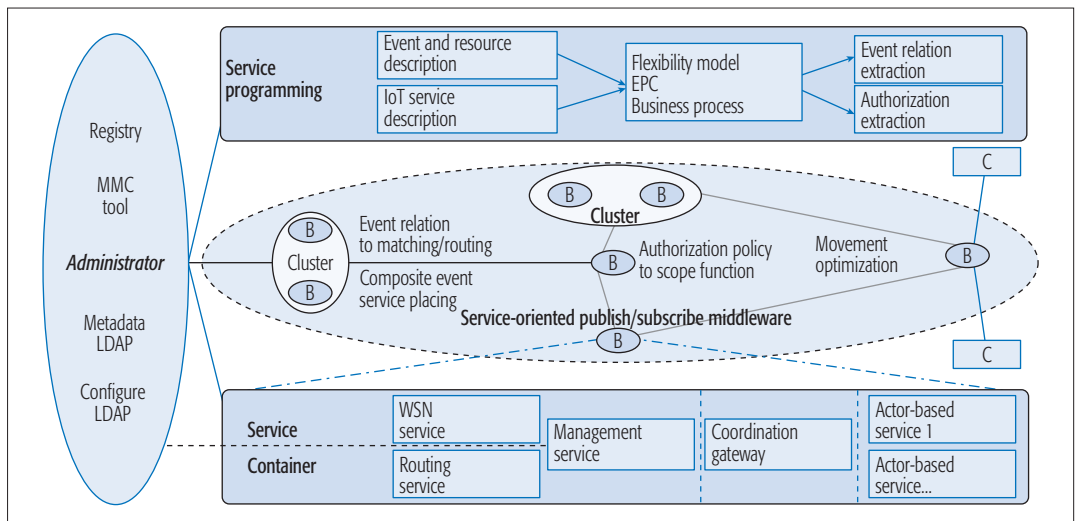 Registry
MMC
tool
Administrator
Metadada
LDAP
Configure
LDAP
Service
programming
Event and resource
description
IoT service
description
Flexibility model
EPC
Business process
Event relation
extraction
Authorization
extraction
C
B
B
Cluster
B
Cluster
B
Event relation
to matching/routing
Composite event
service placing
B
Authorization policy
to scope function
Movement
optimization
B
Service-oriented publish/subscribe middleware
B
C
Service
Container
WSN
service
Routing
service
Management
service
Coordination
gateway
Actor-based
service 1
Actor-based
service...